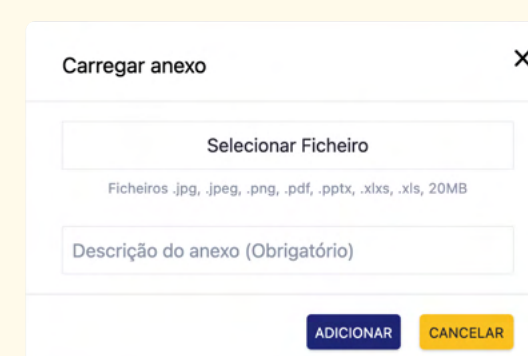 Carregar anexo
Selecionar Ficheiro
Ficheiros .jpg, .jpeg, .png, .pdf, .pptx, .xlxs, .xls, 20MB
Descrição do anexo (Obrigatório)
ADICIONAR CANCELAR